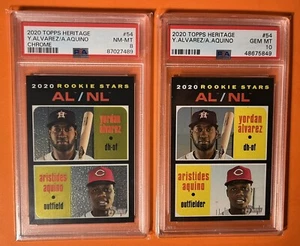 2020 TOPPS HERITAGE #54
Y.ALVAREZ/A.AQUINO NM-MT
CHROME 8
PSA 67027489
2020 ROOKIE STARS
AL / NL
yordan
alvarez
dh-of
aristides
aquino
outfield
2020 TOPPS HERITAGE #54
Y.ALVAREZ/A.AQUINO GEM MT
10
PSA 48675849
2020 ROOKIE STARS
AL / NL
yordan
alvarez
dh-of
aristides
aquino
outfielder